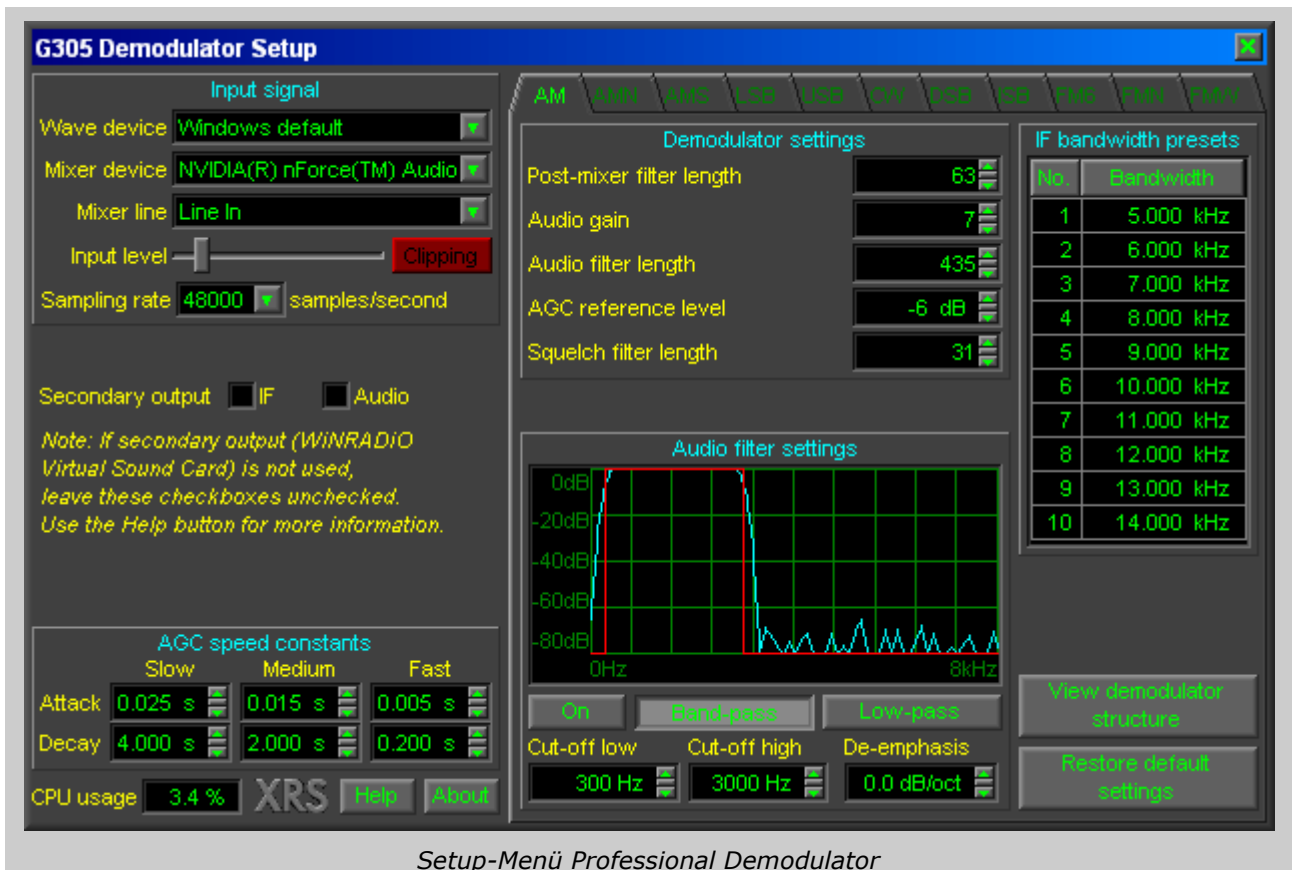 G305 Demodulator Setup
Input signal
Wave device Windows default
Mixer device NVIDIA(R) nForce(TM) Audio
Mixer line Line In
Input level Clipping
Sampling rate 48000 samples/second
Secondary output IF Audio
Note: If secondary output (WiNRADiO
Virtual Sound Card) is not used,
leave these checkboxes unchecked.
Use the Help button for more information.
AGC speed constants
Slow Medium Fast
Attack 0.025 s 0.015 s 0.005 s
Decay 4.000 s 2.000 s 0.200 s
CPU usage 3.4 % XRS Help About
AM AMN AMS LSB USB CW DSB ISB FM6 FMN FMW
Demodulator settings
Post-mixer filter length 63
Audio gain 7
Audio filter length 435
AGC reference level -6 dB
Squelch filter length 31
Audio filter settings
0dB
-20dB
-40dB
-60dB
-80dB
0Hz 8kHz
On Band-pass Low-pass
Cut-off low Cut-off high De-emphasis
300 Hz 3000 Hz 0.0 dB/oct
IF bandwidth presets
No. Bandwidth
1 5.000 kHz
2 6.000 kHz
3 7.000 kHz
4 8.000 kHz
5 9.000 kHz
6 10.000 kHz
7 11.000 kHz
8 12.000 kHz
9 13.000 kHz
10 14.000 kHz
View demodulator
structure
Restore default
settings
Setup-Menü Professional Demodulator